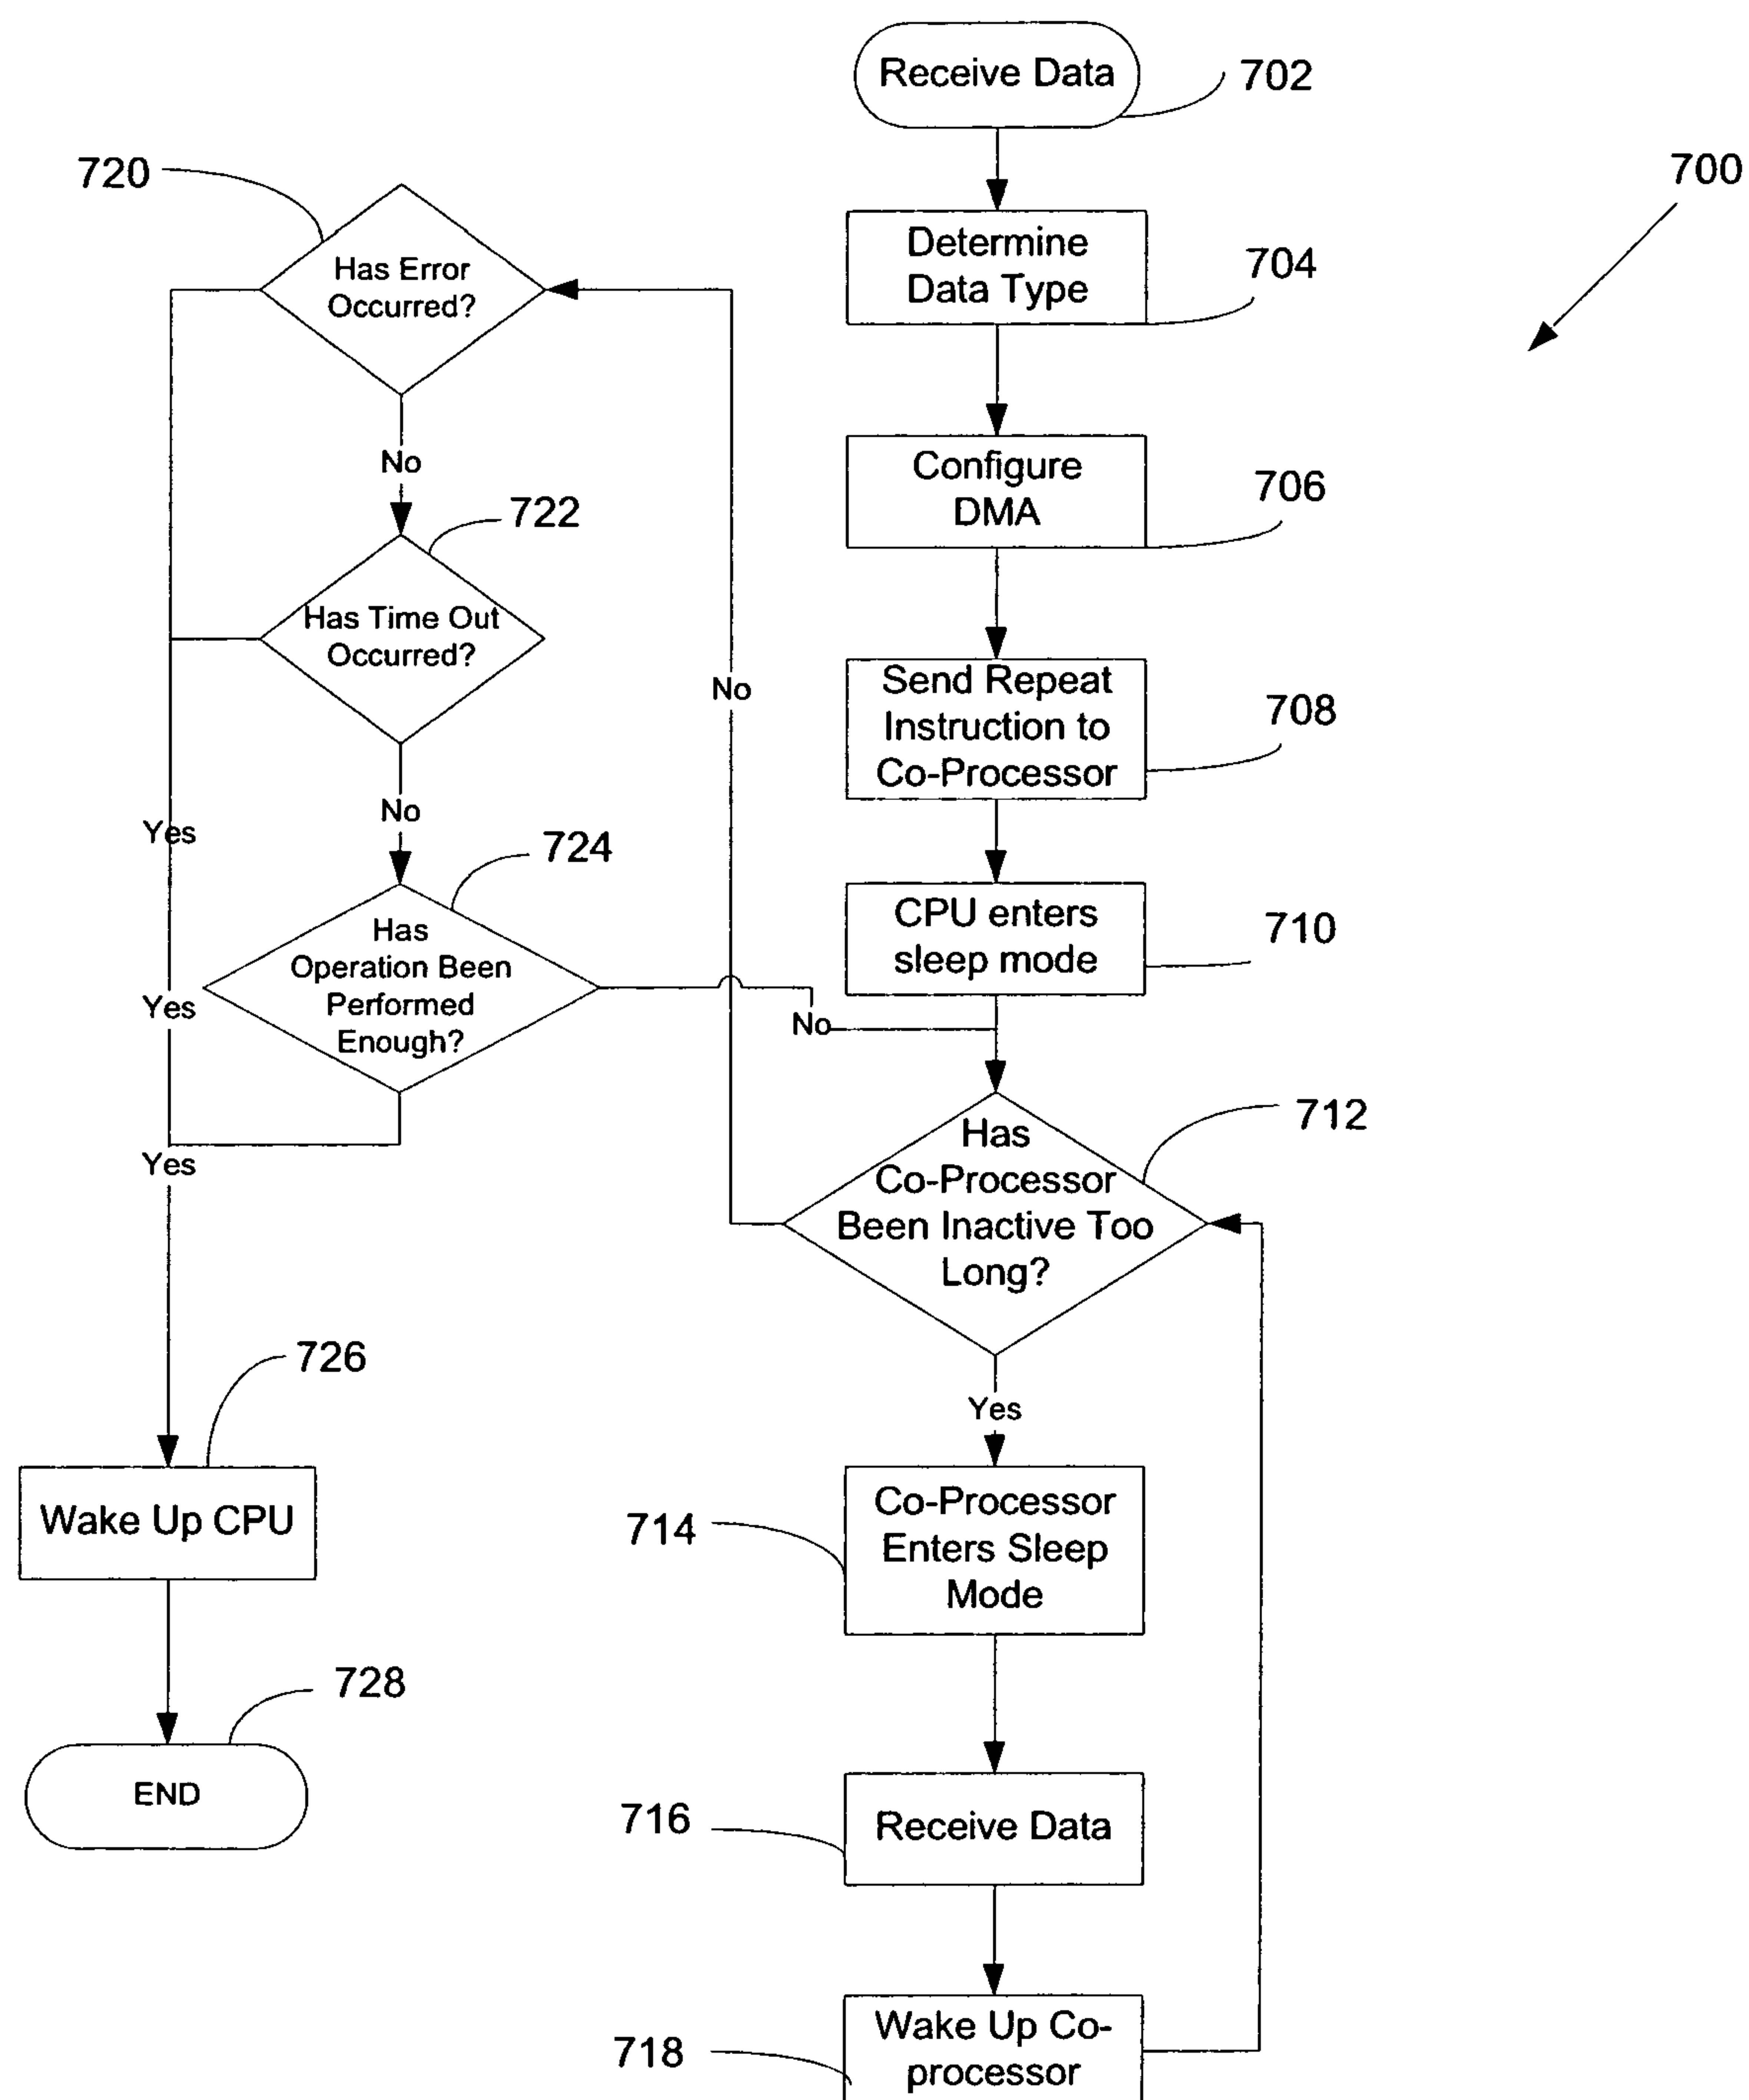 Receive Data
702
700
Determine
Data Type
704
Configure
DMA
706
Send Repeat
Instruction to
Co-Processor
708
CPU enters
sleep mode
710
No
Has
Co-Processor
Been Inactive Too
Long?
712
No
Yes
Co-Processor
Enters Sleep
Mode
714
Receive Data
716
Wake Up Co-
processor
718
720
Has Error
Occurred?
No
722
Has Time Out
Occurred?
No
Yes
724
Has
Operation Been
Performed
Enough?
Yes
Yes
726
Wake Up CPU
728
END